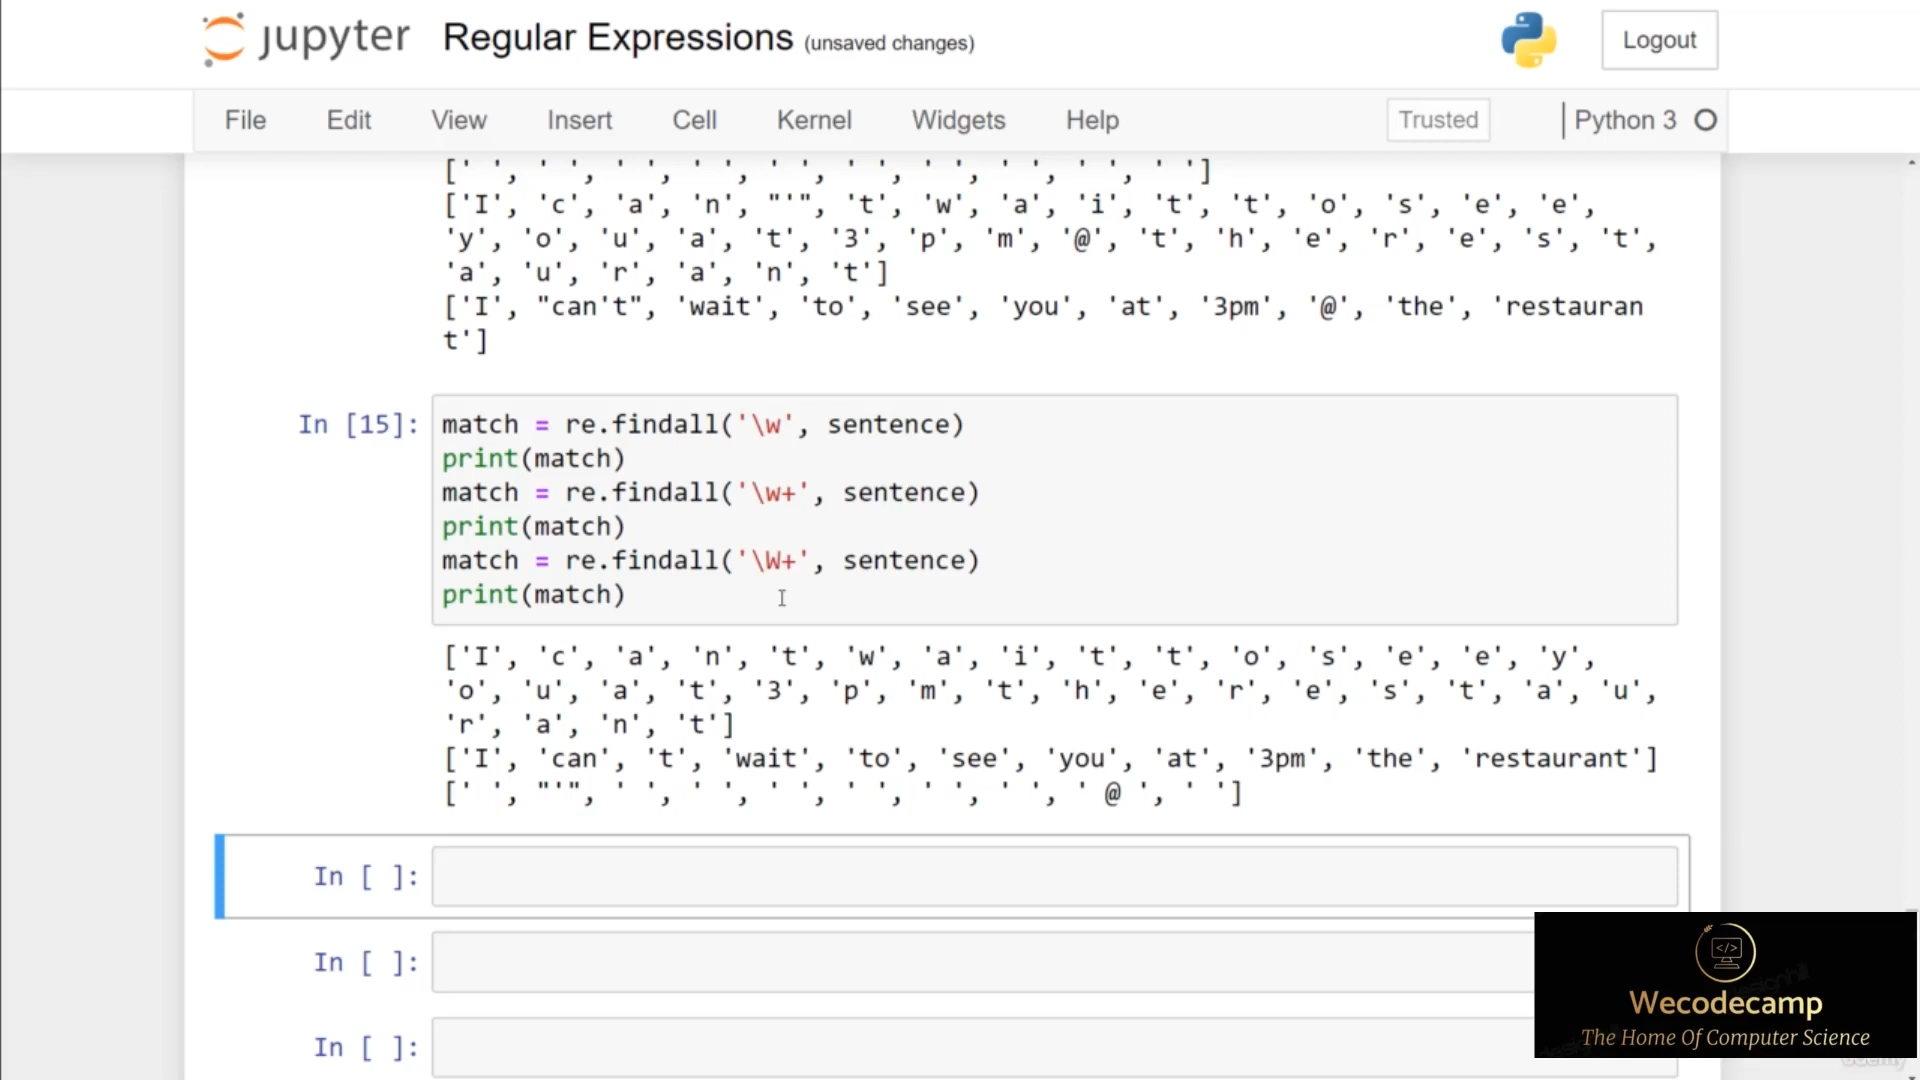 jupyter Regular Expressions (unsaved changes) Logout
File Edit View Insert Cell Kernel Widgets Help Trusted | Python 3
[' ', ' ', ' ', ' ', ' ', ' ', ' ', ' ', ' ', ' ']
['I', 'c', 'a', 'n', "'", 't', 'w', 'a', 'i', 't', 't', 'o', 's', 'e', 'e',
'y', 'o', 'u', 'a', 't', '3', 'p', 'm', '@', 't', 'h', 'e', 'r', 'e', 's', 't',
'a', 'u', 'r', 'a', 'n', 't']
['I', "can't", 'wait', 'to', 'see', 'you', 'at', '3pm', '@', 'the', 'restauran
t']
In [15]: match = re.findall('\w', sentence)
print(match)
match = re.findall('\w+', sentence)
print(match)
match = re.findall('\W+', sentence)
print(match)
['I', 'c', 'a', 'n', 't', 'w', 'a', 'i', 't', 't', 'o', 's', 'e', 'e', 'y',
'o', 'u', 'a', 't', '3', 'p', 'm', 't', 'h', 'e', 'r', 'e', 's', 't', 'a', 'u',
'r', 'a', 'n', 't']
['I', 'can', 't', 'wait', 'to', 'see', 'you', 'at', '3pm', 'the', 'restaurant']
[' ', "'", ' ', ' ', ' ', ' ', ' ', ' ', ' @ ', ' ']
In [ ]:
In [ ]:
In [ ]:
</>
Wecodecamp
The Home Of Computer Science